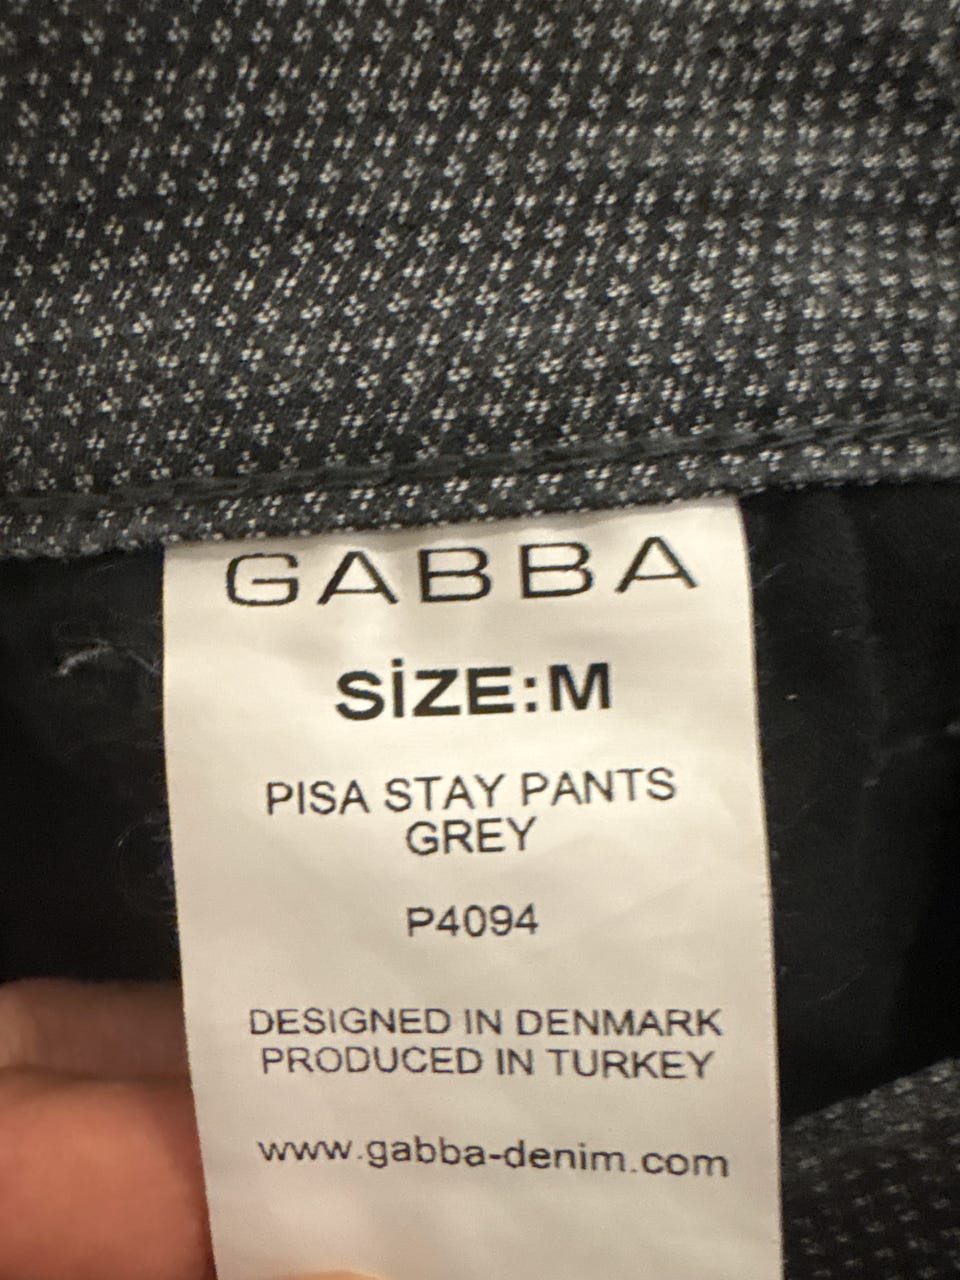 GABBA
SİZE:M
PISA STAY PANTS
GREY
P4094
DESIGNED IN DENMARK
PRODUCED IN TURKEY
www.gabba-denim.com